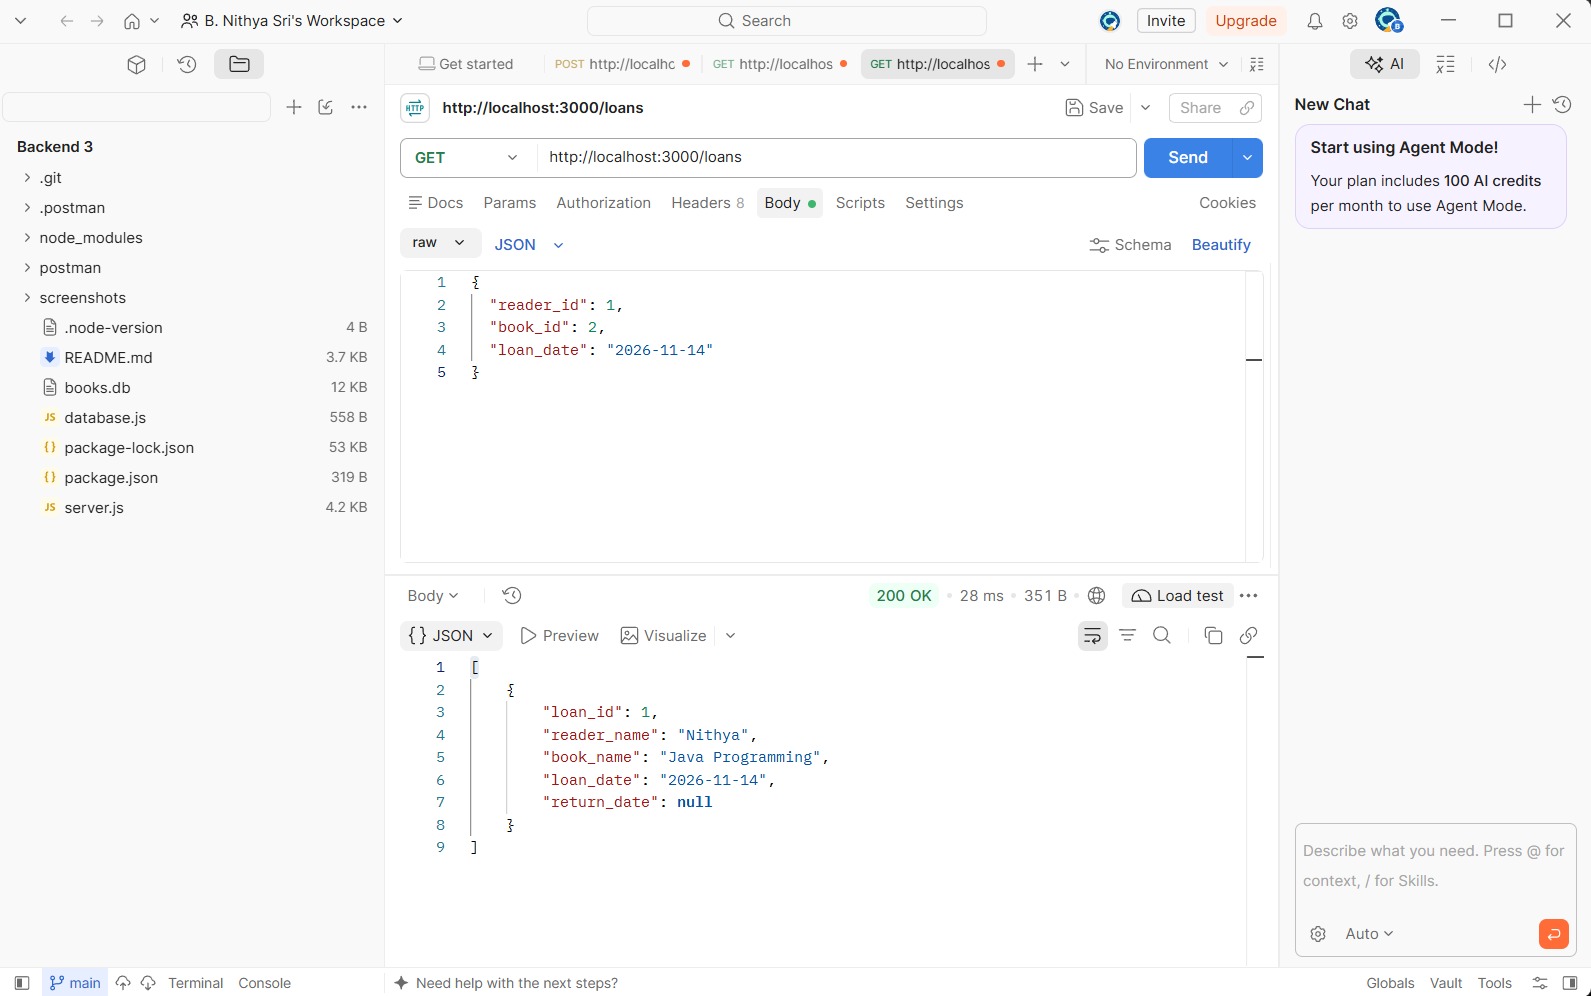 B. Nithya Sri's Workspace
Search
Invite
Upgrade
Get started
POST http://localhc
GET http://localhos
GET http://localhos
No Environment
AI
HTTP http://localhost:3000/loans
Save
Share
New Chat
Backend 3
.git
.postman
node_modules
postman
screenshots
.node-version 4 B
README.md 3.7 KB
books.db 12 KB
JS database.js 558 B
{} package-lock.json 53 KB
{} package.json 319 B
JS server.js 4.2 KB
GET http://localhost:3000/loans
Send
Docs Params Authorization Headers 8 Body Scripts Settings Cookies
raw JSON Schema Beautify
1 {
2 "reader_id": 1,
3 "book_id": 2,
4 "loan_date": "2026-11-14"
5 }
Body 200 OK 28 ms 351 B Load test
{} JSON Preview Visualize
1 [
2 {
3 "loan_id": 1,
4 "reader_name": "Nithya",
5 "book_name": "Java Programming",
6 "loan_date": "2026-11-14",
7 "return_date": null
8 }
9 ]
Start using Agent Mode!
Your plan includes 100 AI credits
per month to use Agent Mode.
Describe what you need. Press @ for
context, / for Skills.
Auto
main Terminal Console
Need help with the next steps?
Globals Vault Tools